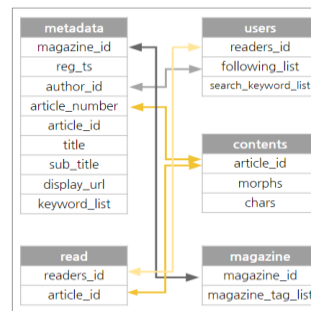 metadata
magazine_id
reg_ts
author_id
article_number
article_id
title
sub_title
display_url
keyword_list
users
readers_id
following_list
search_keyword_list
contents
article_id
morphs
chars
read
readers_id
article_id
magazine
magazine_id
magazine_tag_list